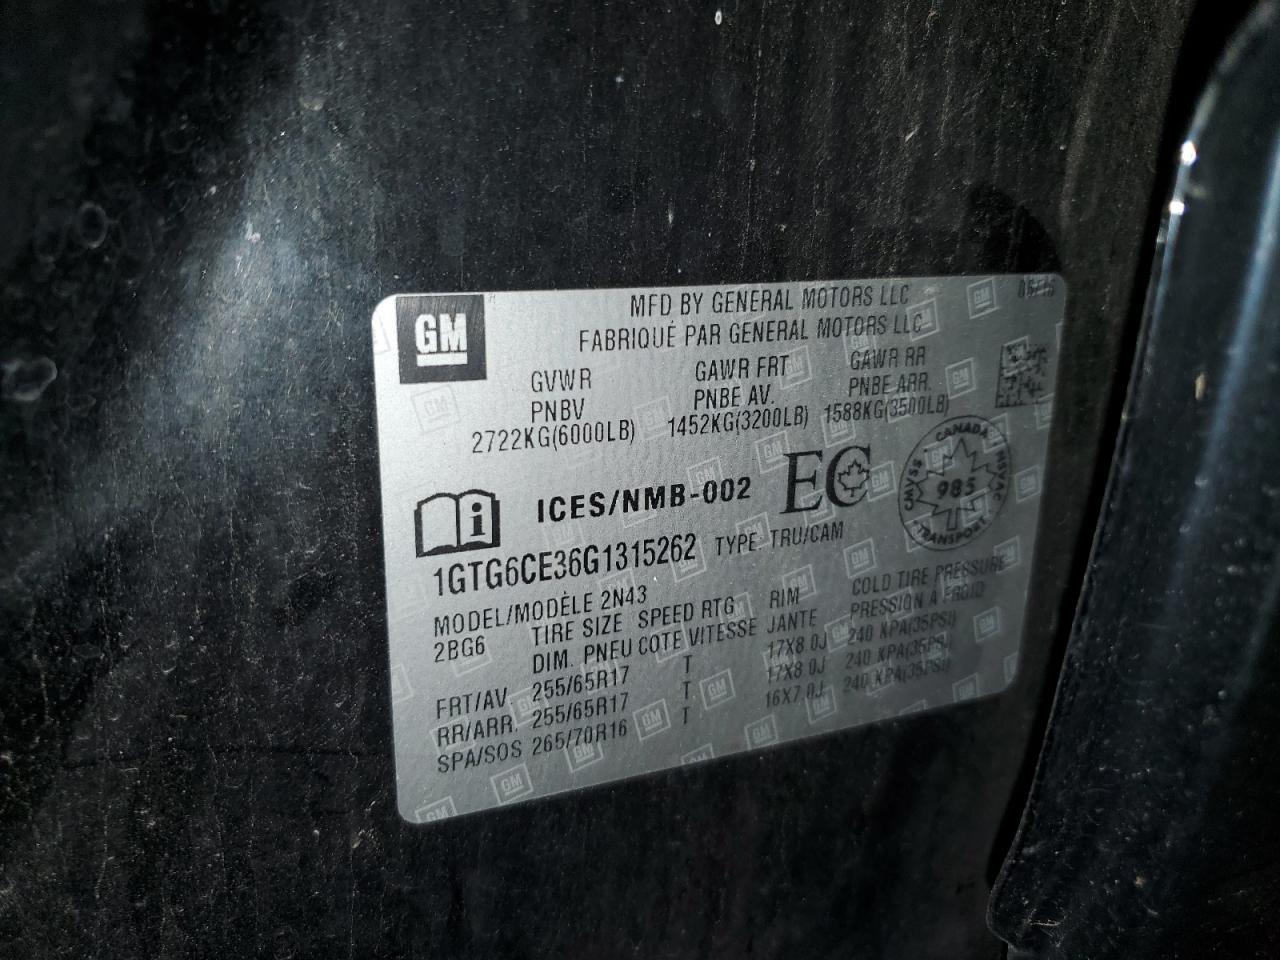 GM
MFD BY GENERAL MOTORS LLC
FABRIQUÉ PAR GENERAL MOTORS LLC
GVWR GAWR FRT GAWR RR
PNBV PNBE AV. PNBE ARR.
2722KG(6000LB) 1452KG(3200LB) 1588KG(3500LB)
ICES/NMB-002 EC
CANADA
CMVSS 985 NSVAC
TRANSPORT
1GTG6CE36G1315262 TYPE: TRU/CAM
MODEL/MODÈLE 2N43
2BG6 TIRE SIZE SPEED RTG RIM COLD TIRE PRESSURE
DIM. PNEU COTE VITESSE JANTE PRESSION À FROID
FRT/AV 255/65R17 T 17X8.0J 240 KPA(35PSI)
RR/ARR. 255/65R17 T 17X8.0J 240 KPA(35PSI)
SPA/SOS 265/70R16 T 16X7.0J 240 KPA(35PSI)